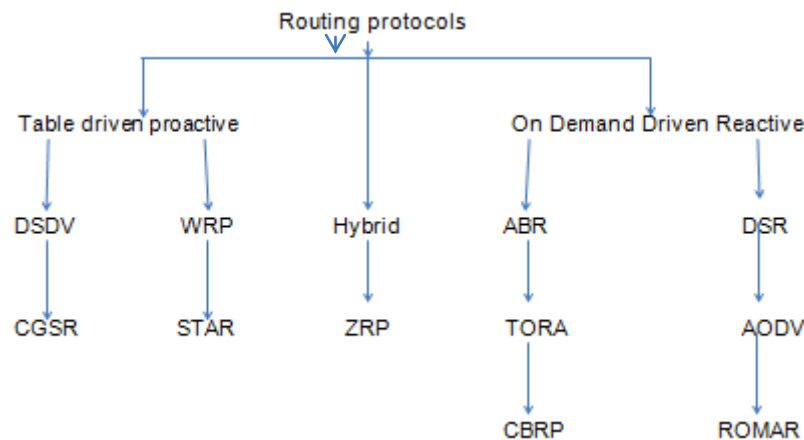 Routing protocols
Table driven proactive
On Demand Driven Reactive
DSDV
WRP
Hybrid
ABR
DSR
CGSR
STAR
ZRP
TORA
AODV
CBRP
ROMAR